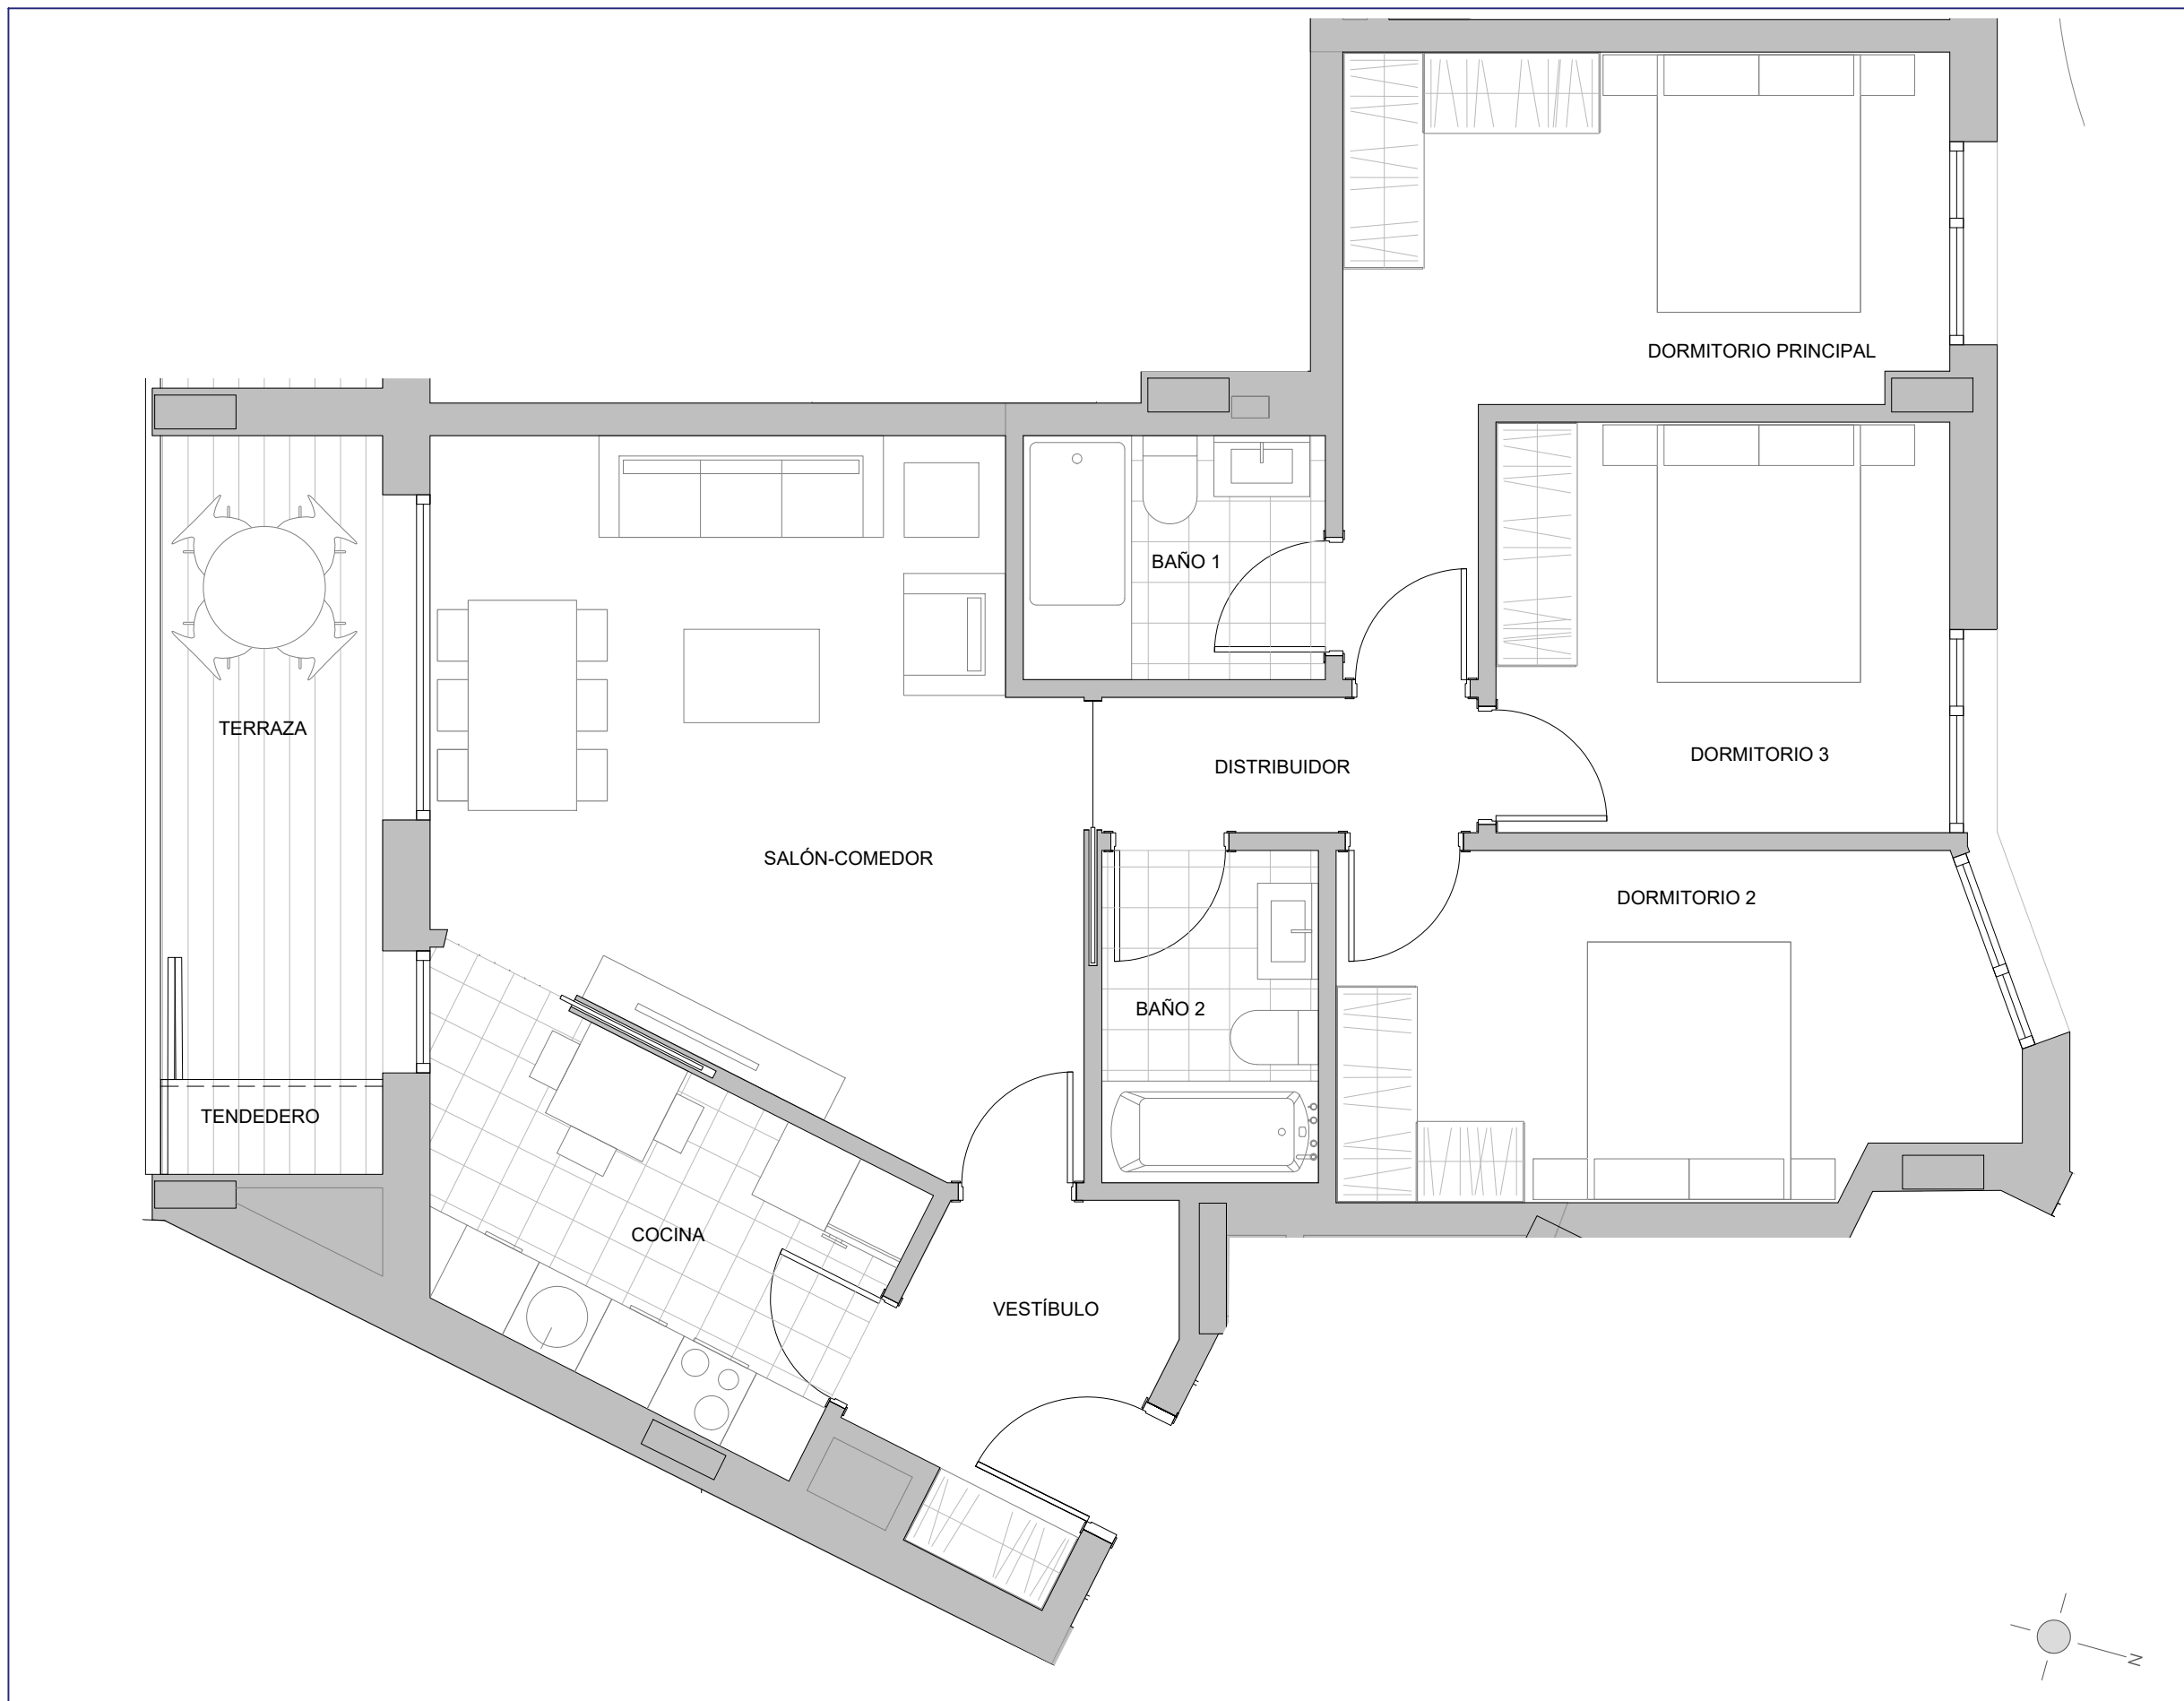 DORMITORIO PRINCIPAL
BAÑO 1
TERRAZA
DORMITORIO 3
DISTRIBUIDOR
SALÓN-COMEDOR
DORMITORIO 2
BAÑO 2
TENDEDERO
COCINA
VESTÍBULO
N